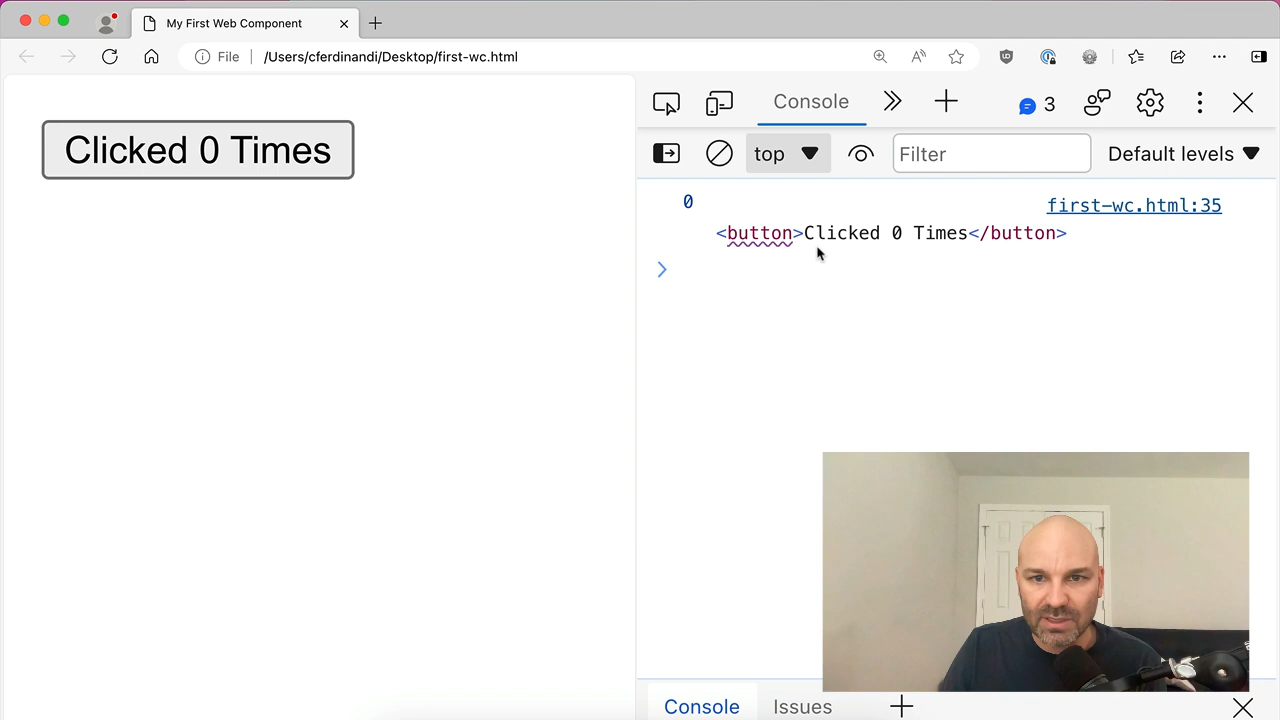 My First Web Component
File
/Users/cferdinandi/Desktop/first-wc.html
Clicked 0 Times
Console
3
top
Filter
Default levels
0
first-wc.html:35
<button>Clicked 0 Times</button>
Console
Issues